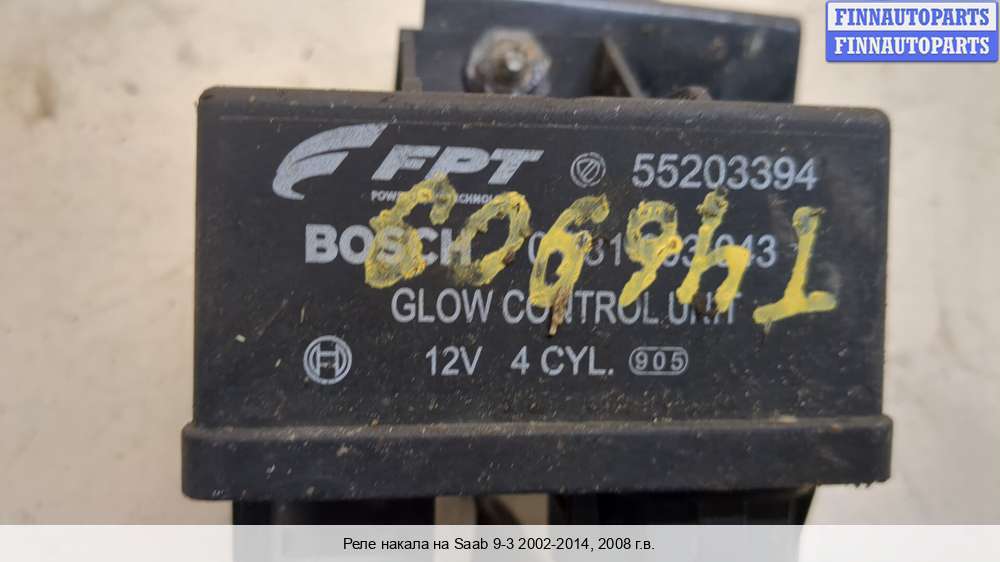 FINNAUTOPARTS
FINNAUTOPARTS
FPT 55203394
BOSCH
GLOW CONTROL UNIT
12V 4 CYL. 905
Реле накала на Saab 9-3 2002-2014, 2008 г.в.